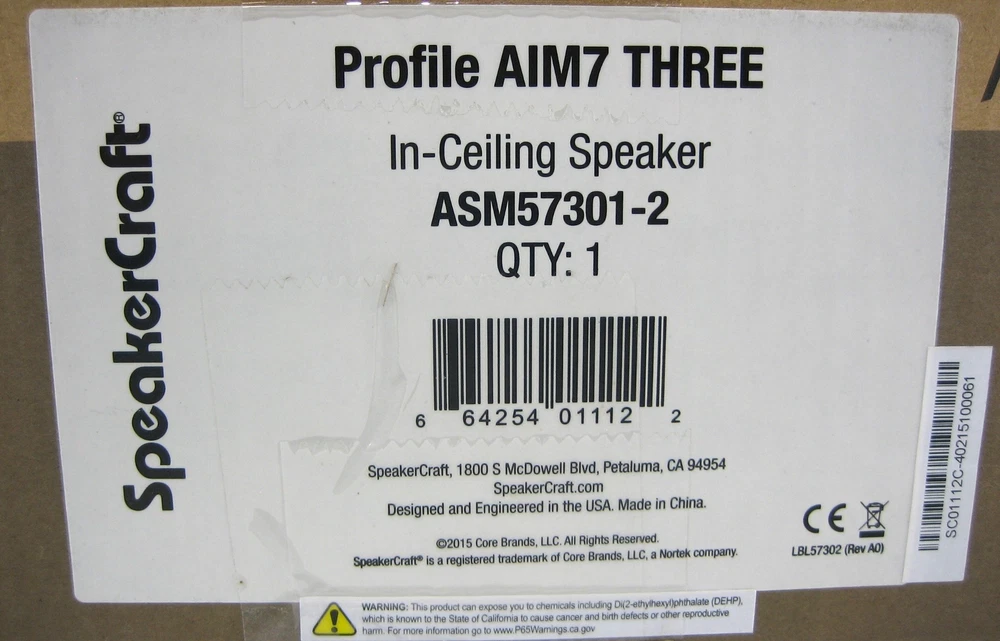 Profile AIM7 THREE
In-Ceiling Speaker
ASM57301-2
QTY: 1
SpeakerCraft®
6 64254 01112 2
SpeakerCraft, 1800 S McDowell Blvd, Petaluma, CA 94954
SpeakerCraft.com
Designed and Engineered in the USA. Made in China.
©2015 Core Brands, LLC. All Rights Reserved.
SpeakerCraft® is a registered trademark of Core Brands, LLC, a Nortek company.
CE
LBL57302 (Rev A0)
SC01112C-40215100061
WARNING: This product can expose you to chemicals including Di(2-ethylhexyl)phthalate (DEHP),
which is known to the State of California to cause cancer and birth defects or other reproductive
harm. For more information go to www.P65Warnings.ca.gov